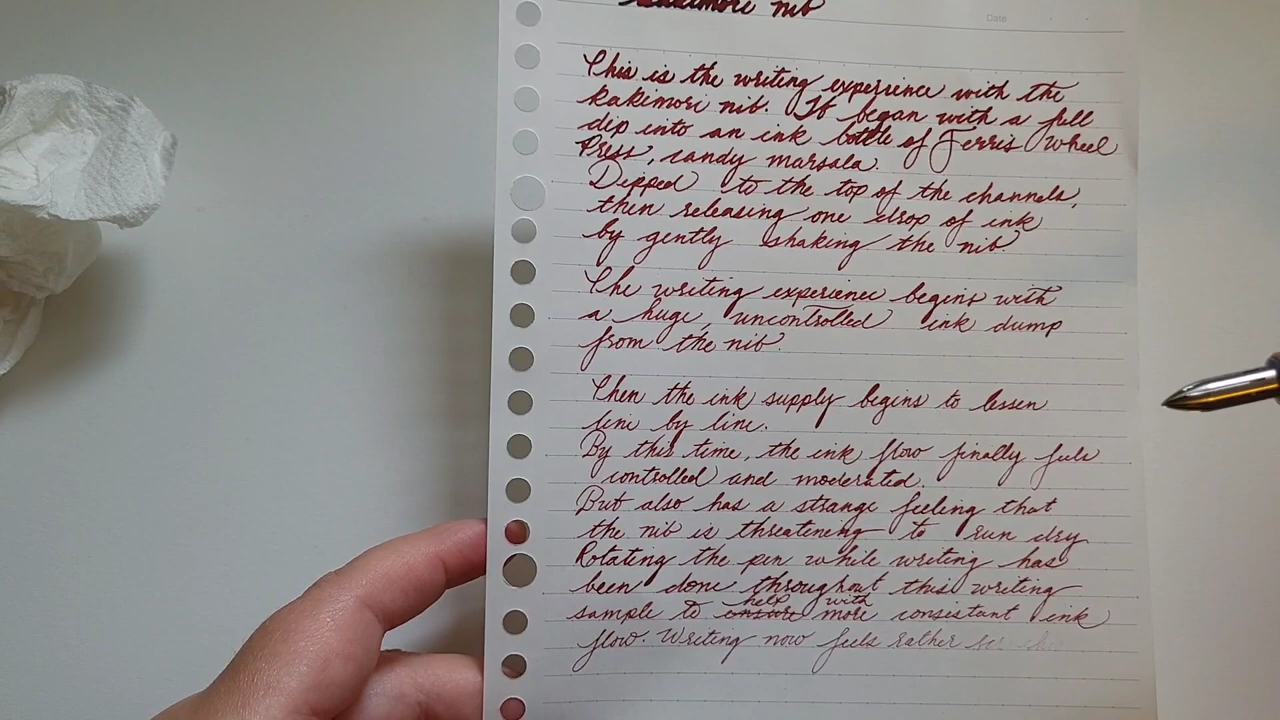 Kakimori nib
Date
This is the writing experience with the
kakimori nib. It began with a full
dip into an ink bottle of Ferris Wheel
Press, candy marsala.
Dipped to the top of the channels,
then releasing one drop of ink
by gently shaking the nib.
The writing experience begins with
a huge, uncontrolled ink dump
from the nib.
Then the ink supply begins to lessen
line by line.
By this time, the ink flow finally feels
controlled and moderated.
But also has a strange feeling that
the nib is threatening to run dry
Rotating the pen while writing has
been done throughout this writing
help with
sample to ensure more consistant ink
flow. Writing now feels rather